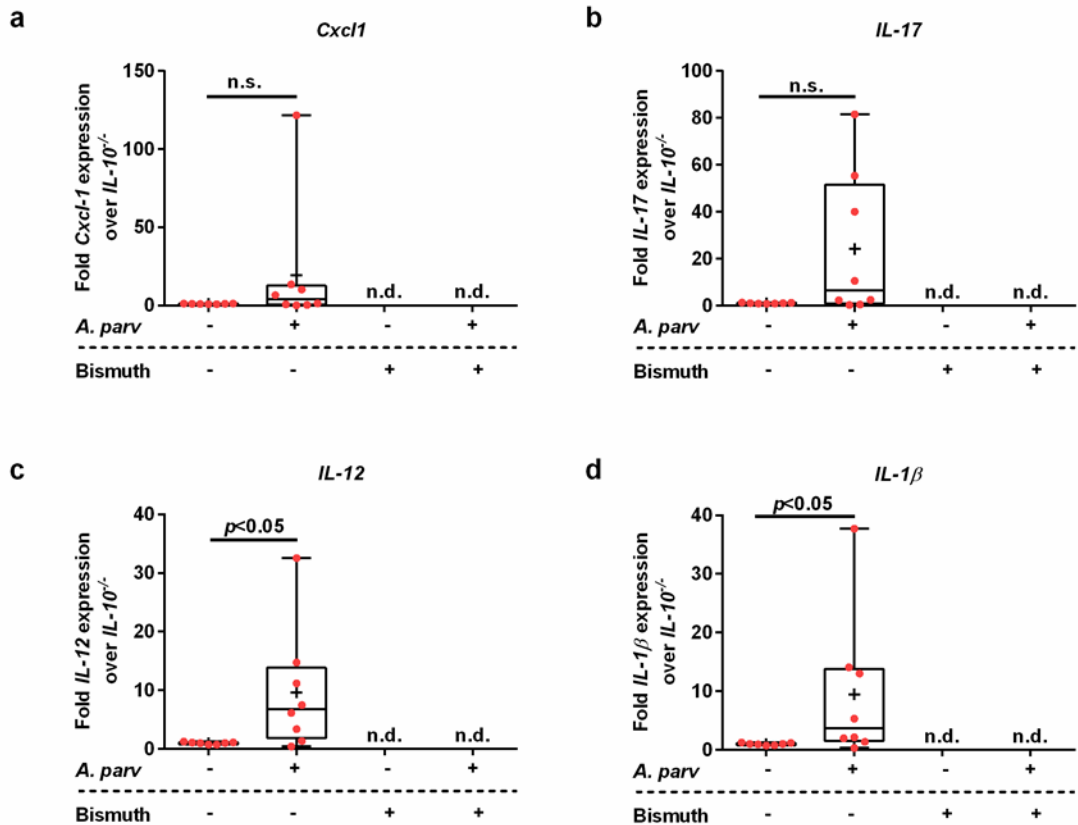 a
Cxcl1
Fold Cxcl-1 expression
over IL-10-/-
150
100
50
0
n.s.
n.d.
n.d.
A. parv
- + - +
Bismuth
- - + +
b
IL-17
Fold IL-17 expression
over IL-10-/-
100
80
60
40
20
0
n.s.
n.d.
n.d.
A. parv
- + - +
Bismuth
- - + +
c
IL-12
Fold IL-12 expression
over IL-10-/-
40
30
20
10
0
p<0.05
n.d.
n.d.
A. parv
- + - +
Bismuth
- - + +
d
IL-1β
Fold IL-1β expression
over IL-10-/-
40
30
20
10
0
p<0.05
n.d.
n.d.
A. parv
- + - +
Bismuth
- - + +